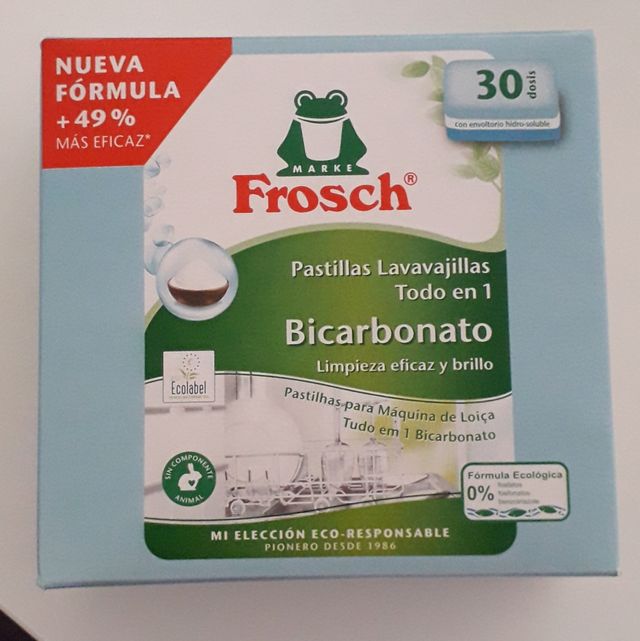 NUEVA
FÓRMULA
+49%
MÁS EFICAZ*
30 dosis
con envoltorio hidro-soluble
MARKE
Frosch®
Pastillas Lavavajillas
Todo en 1
Bicarbonato
Limpieza eficaz y brillo
Ecolabel
Pastilhas para Máquina de Loiça
Tudo em 1 Bicarbonato
SIN COMPONENTE
ANIMAL
Fórmula Ecológica
0%
fosfatos
fosfonatos
MI ELECCIÓN ECO-RESPONSABLE
PIONERO DESDE 1986